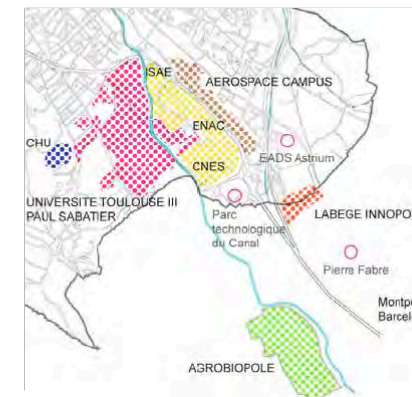 ISAE
AEROSPACE CAMPUS
ENAC
CHU
EADS Astrium
CNES
UNIVERSITE TOULOUSE III
PAUL SABATIER
Parc
technologique
du Canal
LABEGE INNOPO
Pierre Fabre
Montpe
Barcel
AGROBIOPOLE